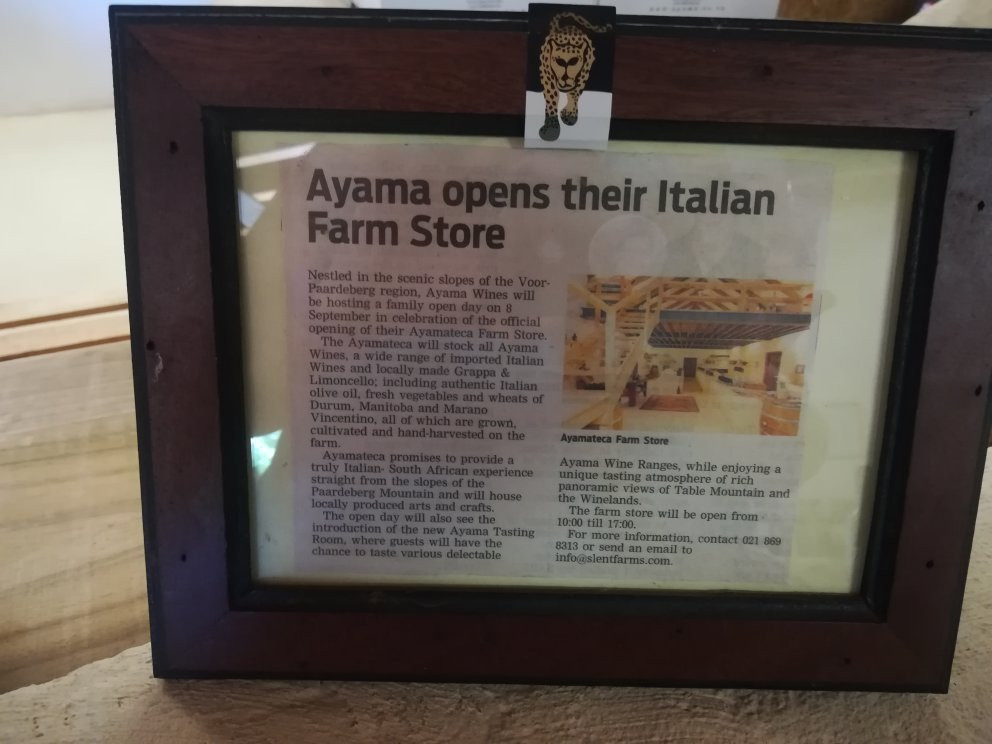 Ayama opens their Italian
Farm Store
Nestled in the scenic slopes of the Voor-
Paardeberg region, Ayama Wines will
be hosting a family open day on 8
September in celebration of the official
opening of their Ayamateca Farm Store.
The Ayamateca will stock all Ayama
Wines, a wide range of imported Italian
Wines and locally made Grappa &
Limoncello; including authentic Italian
olive oil, fresh vegetables and wheats of
Durum, Manitoba and Marano
Vincentino, all of which are grown,
cultivated and hand-harvested on the
farm.
Ayamateca promises to provide a
truly Italian- South African experience
straight from the slopes of the
Paardeberg Mountain and will house
locally produced arts and crafts.
The open day will also see the
introduction of the new Ayama Tasting
Room, where guests will have the
chance to taste various delectable
Ayamateca Farm Store
Ayama Wine Ranges, while enjoying a
unique tasting atmosphere of rich
panoramic views of Table Mountain and
the Winelands.
The farm store will be open from
10:00 till 17:00.
For more information, contact 021 869
8313 or send an email to
info@slentfarms.com.